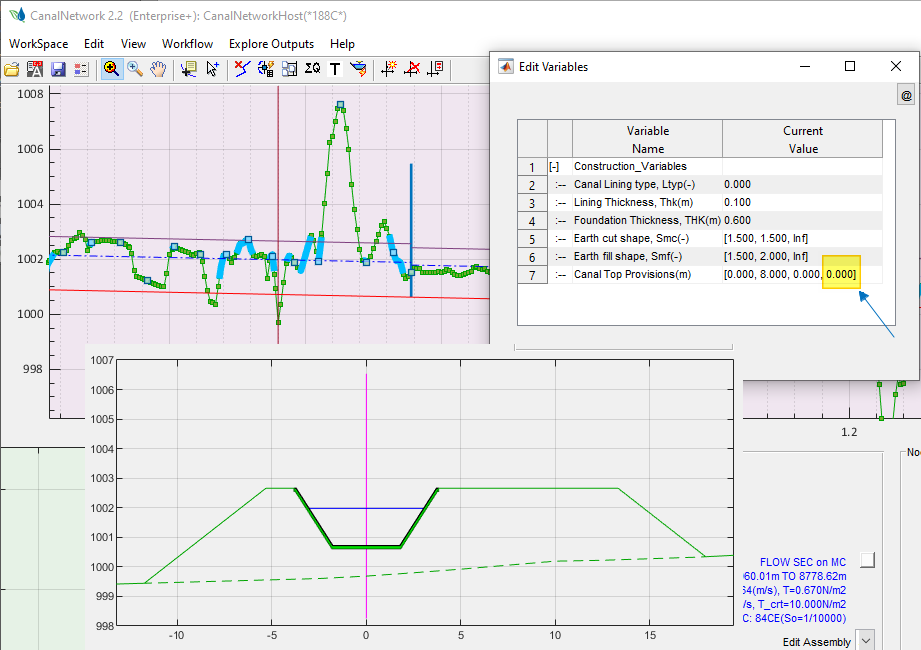 CanalNetwork 2.2 (Enterprise+): CanalNetworkHost(*188C*)
WorkSpace Edit View Workflow Explore Outputs Help
ΣQ T
Edit Variables
@
Variable Name Current Value
1 [-] Construction_Variables
2 :-- Canal Lining type, Ltyp(-) 0.000
3 :-- Lining Thickness, Thk(m) 0.100
4 :-- Foundation Thickness, THK(m) 0.600
5 :-- Earth cut shape, Smc(-) [1.500, 1.500, Inf]
6 :-- Earth fill shape, Smf(-) [1.500, 2.000, Inf]
7 :-- Canal Top Provisions(m) [0.000, 8.000, 0.000, 0.000]
1008
1006
1004
1002
1000
998
1.2
1007
1006
1005
1004
1003
1002
1001
1000
999
998
-10 -5 0 5 10 15
FLOW SEC on MC
60.01m TO 8778.62m
64(m/s), T=0.670N/m2
/s, T_crt=10.000N/m2
C: 84CE(So=1/10000)
Edit Assembly